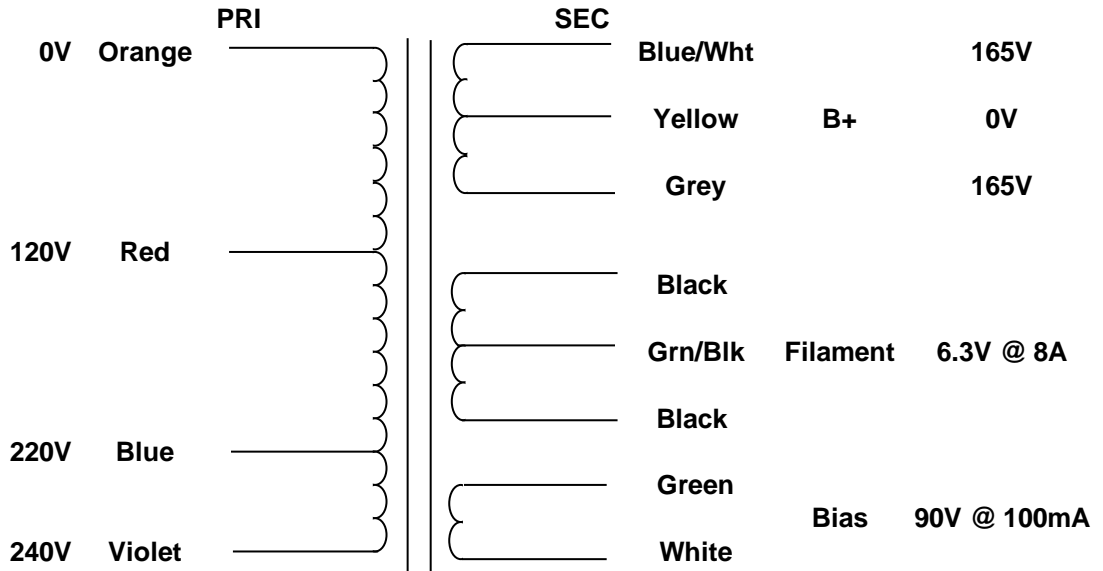 PRI SEC
0V Orange Blue/Wht 165V
Yellow B+ 0V
Grey 165V
120V Red
Black
Grn/Blk Filament 6.3V @ 8A
Black
220V Blue
Green
Bias 90V @ 100mA
240V Violet White